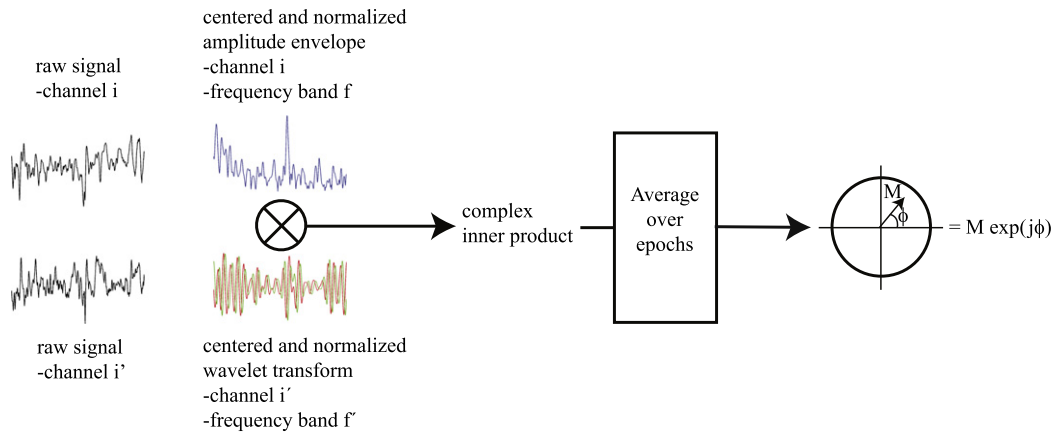 raw signal
-channel i
centered and normalized
amplitude envelope
-channel i
-frequency band f
complex
inner product
Average
over
epochs
M
ϕ
= M exp(jϕ)
raw signal
-channel i’
centered and normalized
wavelet transform
-channel i´
-frequency band f´